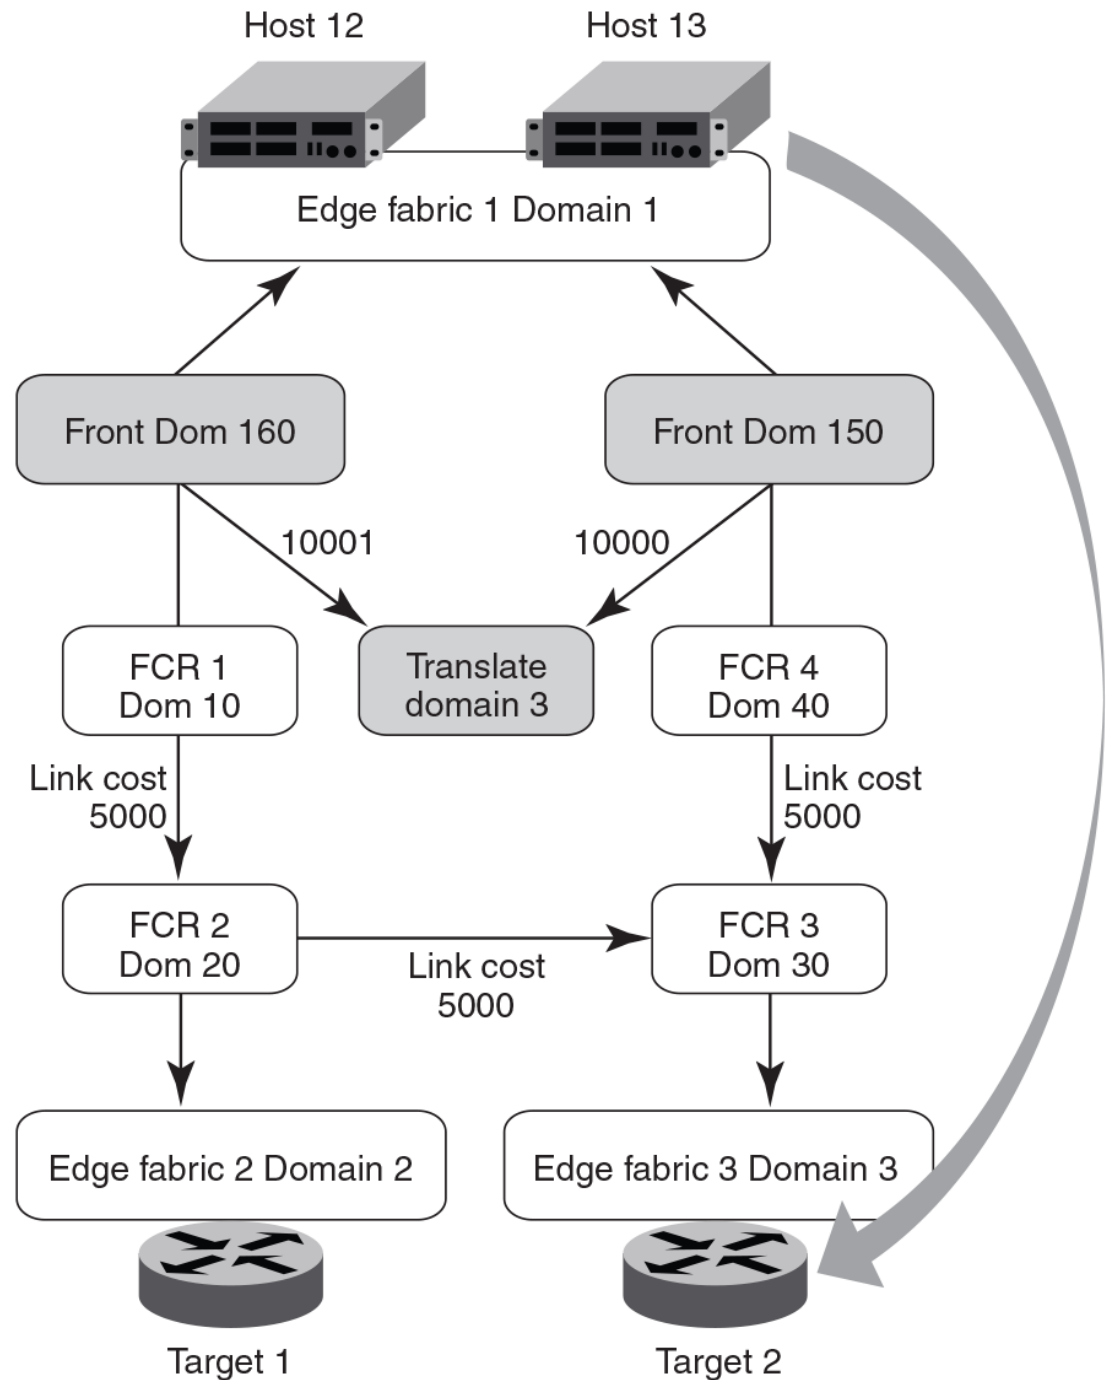 Host 12
Host 13
Edge fabric 1 Domain 1
Front Dom 160
Front Dom 150
10001
10000
FCR 1
Dom 10
Translate
domain 3
FCR 4
Dom 40
Link cost
5000
Link cost
5000
FCR 2
Dom 20
Link cost
5000
FCR 3
Dom 30
Edge fabric 2 Domain 2
Edge fabric 3 Domain 3
Target 1
Target 2